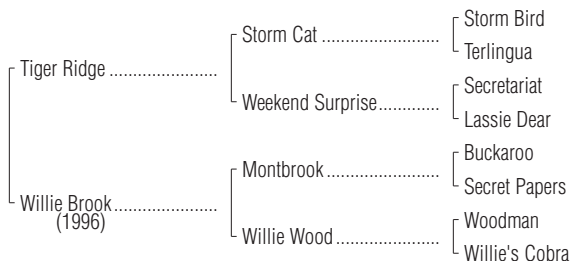 Storm Bird
Storm Cat ........................
Terlingua
Tiger Ridge ......................
Secretariat
Weekend Surprise.............
Lassie Dear
Buckaroo
Montbrook .......................
Secret Papers
Willie Brook .....................
(1996)
Woodman
Willie Wood .....................
Willie's Cobra